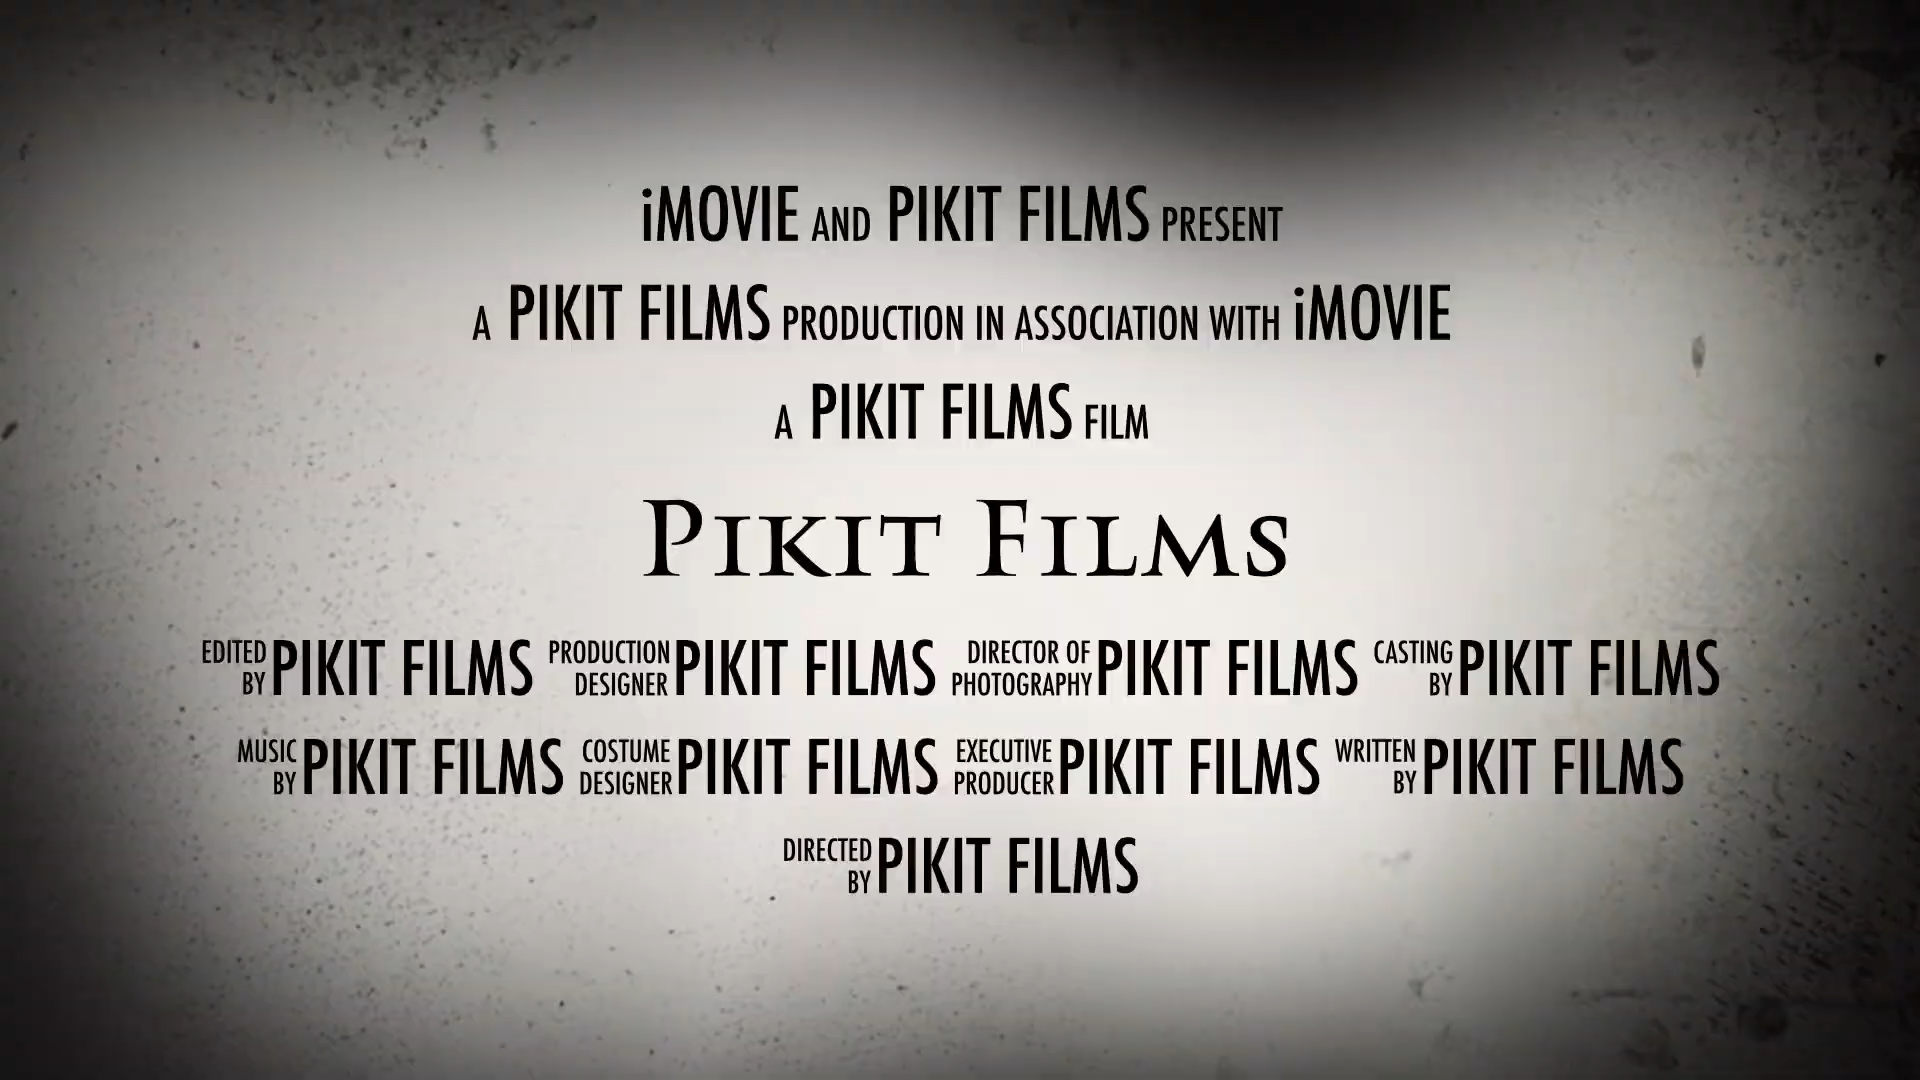 iMOVIE AND PIKIT FILMS PRESENT
A PIKIT FILMS PRODUCTION IN ASSOCIATION WITH iMOVIE
A PIKIT FILMS FILM
PIKIT FILMS
EDITED BY PIKIT FILMS PRODUCTION DESIGNER PIKIT FILMS DIRECTOR OF PHOTOGRAPHY PIKIT FILMS CASTING BY PIKIT FILMS
MUSIC BY PIKIT FILMS COSTUME DESIGNER PIKIT FILMS EXECUTIVE PRODUCER PIKIT FILMS WRITTEN BY PIKIT FILMS
DIRECTED BY PIKIT FILMS